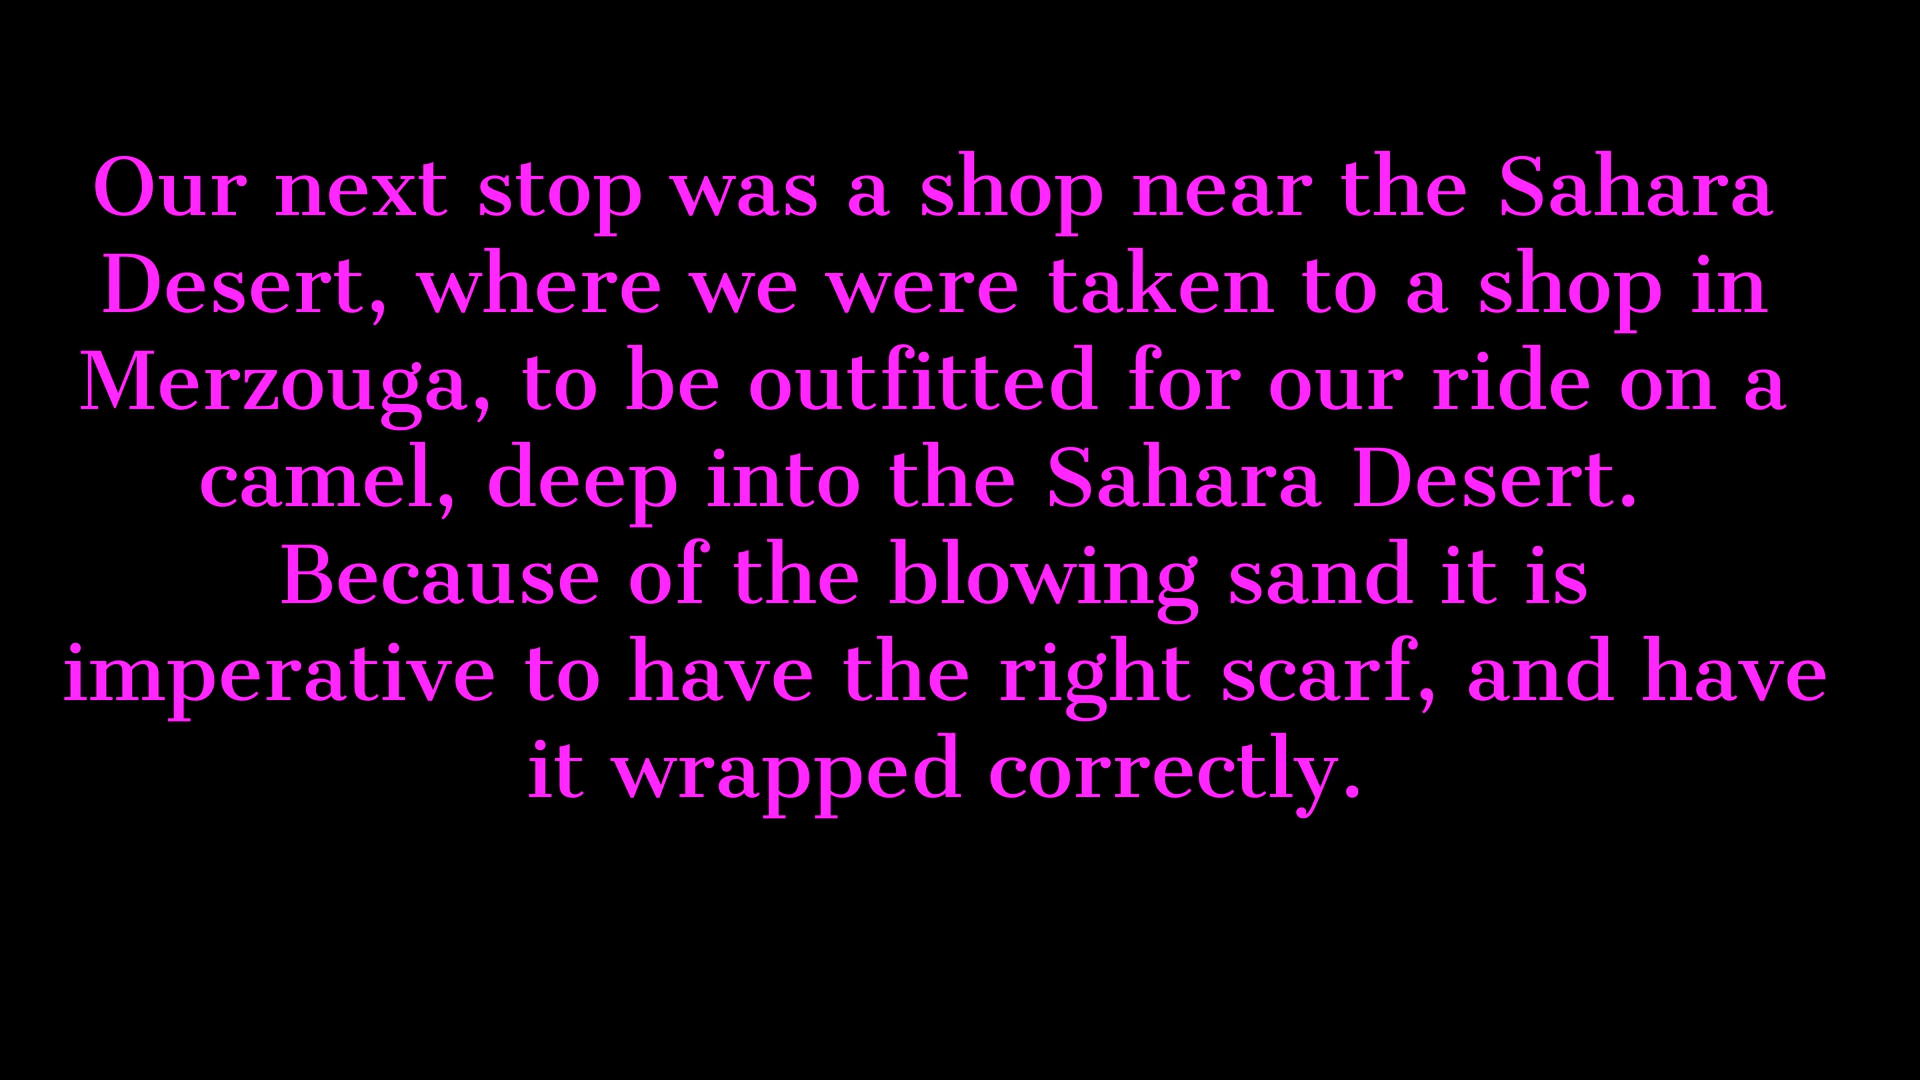 Our next stop was a shop near the Sahara
Desert, where we were taken to a shop in
Merzouga, to be outfitted for our ride on a
camel, deep into the Sahara Desert.
Because of the blowing sand it is
imperative to have the right scarf, and have
it wrapped correctly.